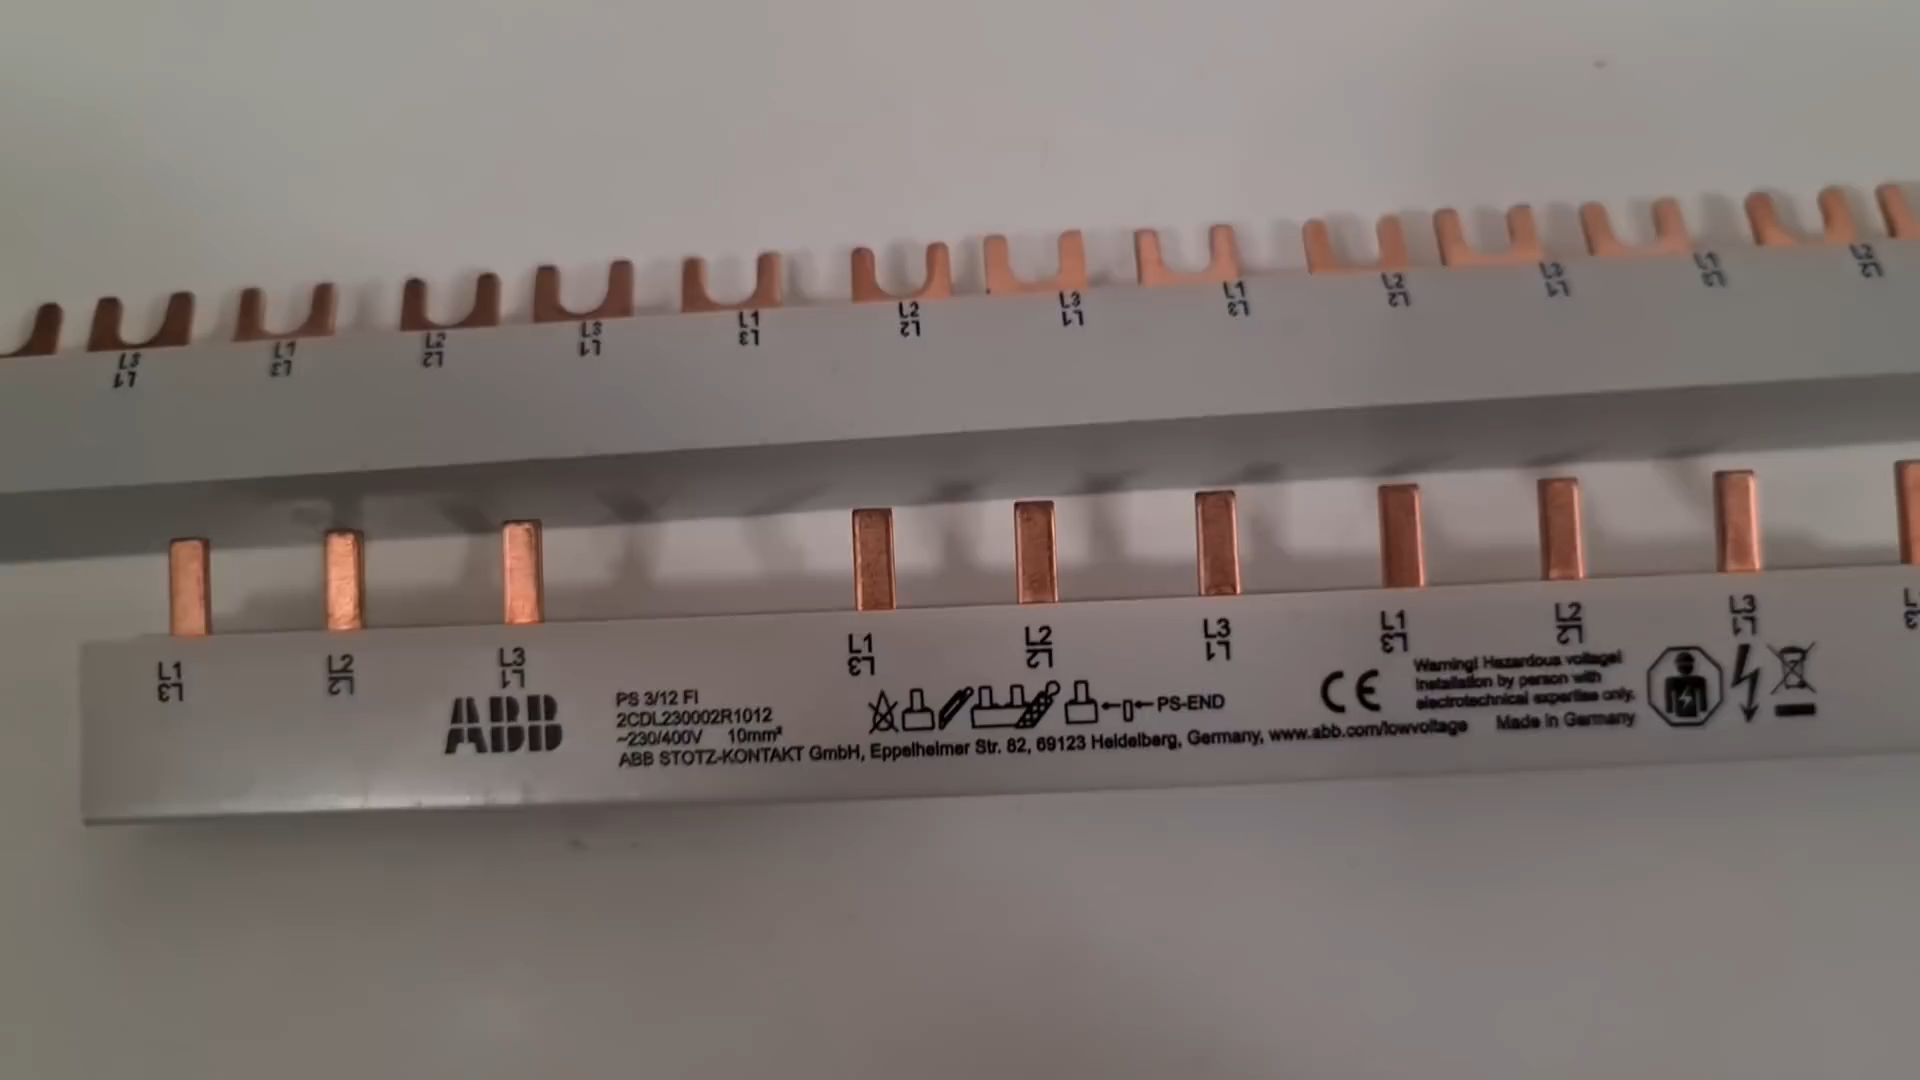 L3 L1 L2 L3 L1 L2 L3 L1 L2 L3 L1 L2
L1 L3 L2 L1 L3 L2 L1 L3 L2 L1 L3 L2
L1 L2 L3 L1 L2 L3 L1 L2 L3
L3 L2 L1 L3 L2 L1 L3 L2 L1
ABB
PS 3/12 FI
2CDL230002R1012
~230/400V 10mm²
ABB STOTZ-KONTAKT GmbH, Eppelheimer Str. 82, 69123 Heidelberg, Germany, www.abb.com/lowvoltage
PS-END
CE
Warning! Hazardous voltage!
Installation by person with
electrotechnical expertise only.
Made in Germany